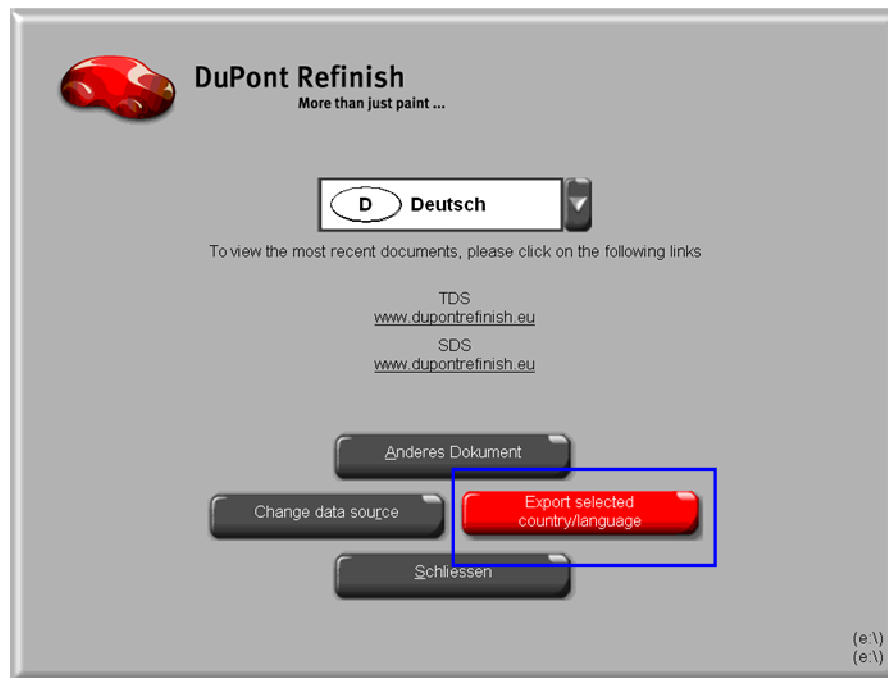 DuPont Refinish
More than just paint ...
D Deutsch
To view the most recent documents, please click on the following links
TDS
www.dupontrefinish.eu
SDS
www.dupontrefinish.eu
Anderes Dokument
Change data source
Export selected
country/language
Schliessen
(e:\)
(e:\)